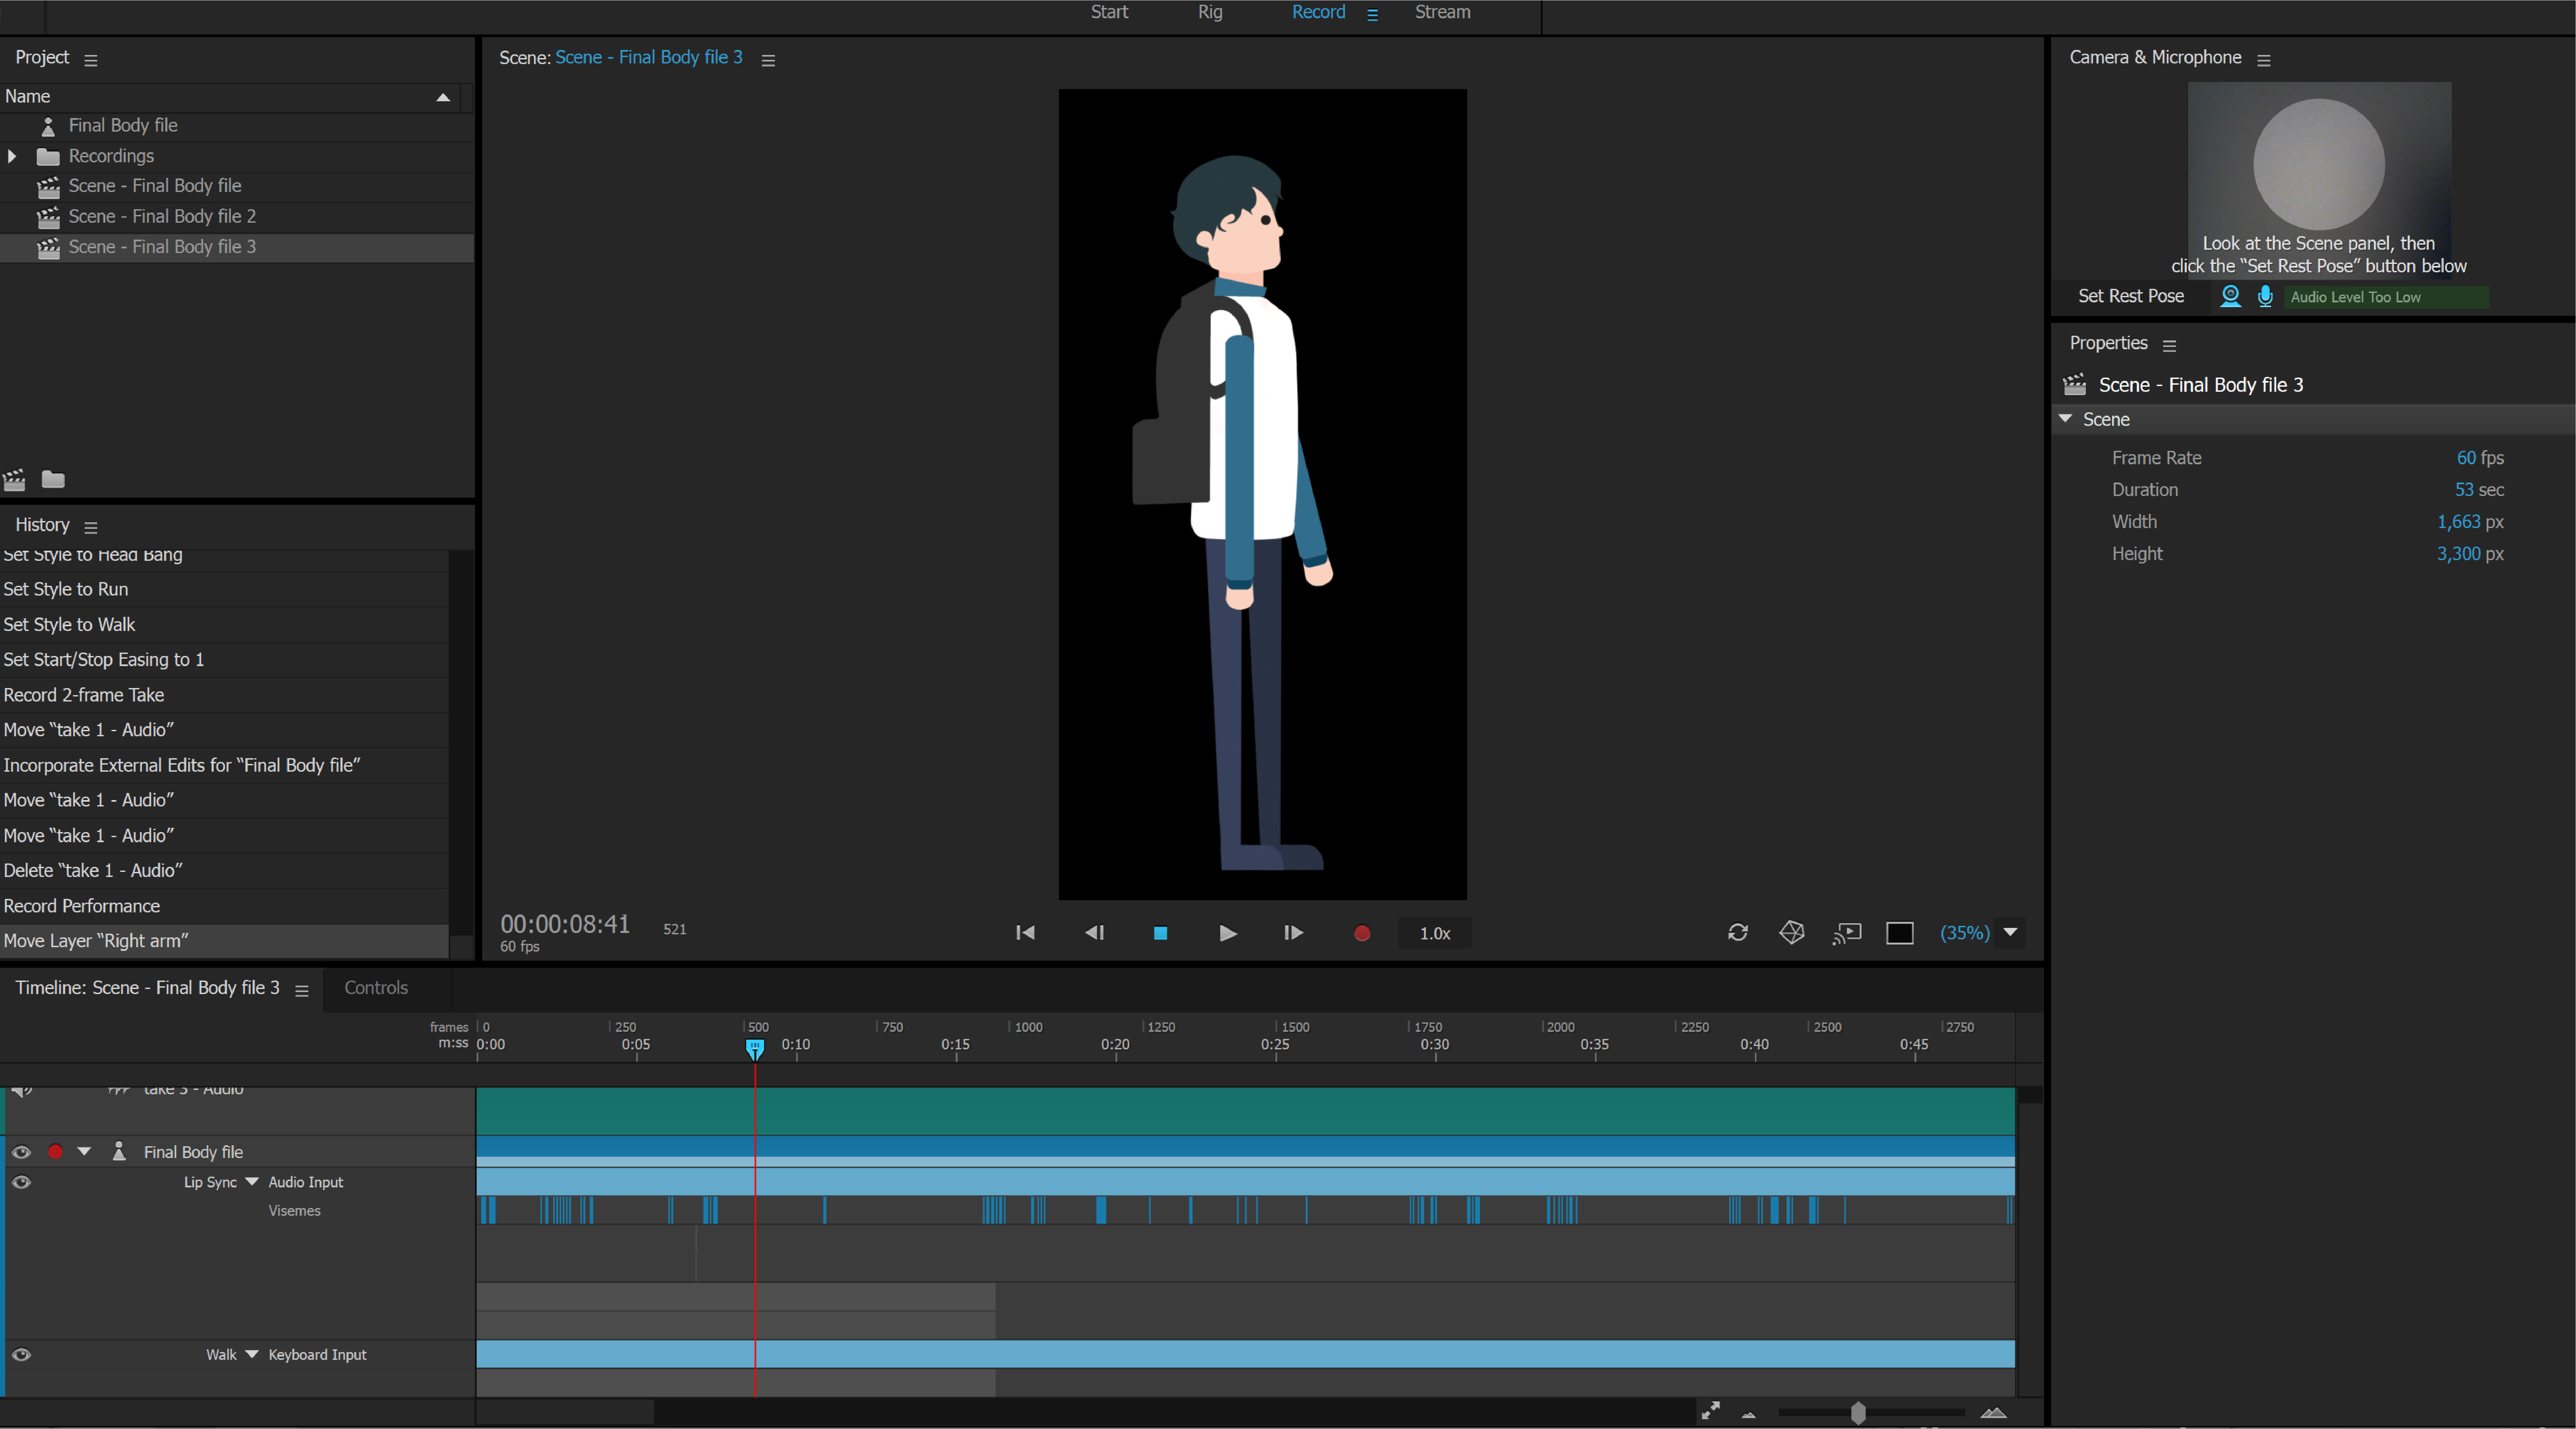 Start Rig Record Stream
Project
Name
Final Body file
Recordings
Scene - Final Body file
Scene - Final Body file 2
Scene - Final Body file 3
History
Set Style to Head Bang
Set Style to Run
Set Style to Walk
Set Start/Stop Easing to 1
Record 2-frame Take
Move “take 1 - Audio”
Incorporate External Edits for “Final Body file”
Move “take 1 - Audio”
Move “take 1 - Audio”
Delete “take 1 - Audio”
Record Performance
Move Layer “Right arm”
Scene: Scene - Final Body file 3
00:00:08:41 521
60 fps
1.0x
(35%)
Camera & Microphone
Look at the Scene panel, then
click the “Set Rest Pose” button below
Set Rest Pose Audio Level Too Low
Properties
Scene - Final Body file 3
Scene
Frame Rate 60 fps
Duration 53 sec
Width 1,663 px
Height 3,300 px
Timeline: Scene - Final Body file 3 Controls
frames 0 250 500 750 1000 1250 1500 1750 2000 2250 2500 2750
m:ss 0:00 0:05 0:10 0:15 0:20 0:25 0:30 0:35 0:40 0:45
take 3 - Audio
Final Body file
Lip Sync Audio Input
Visemes
Walk Keyboard Input